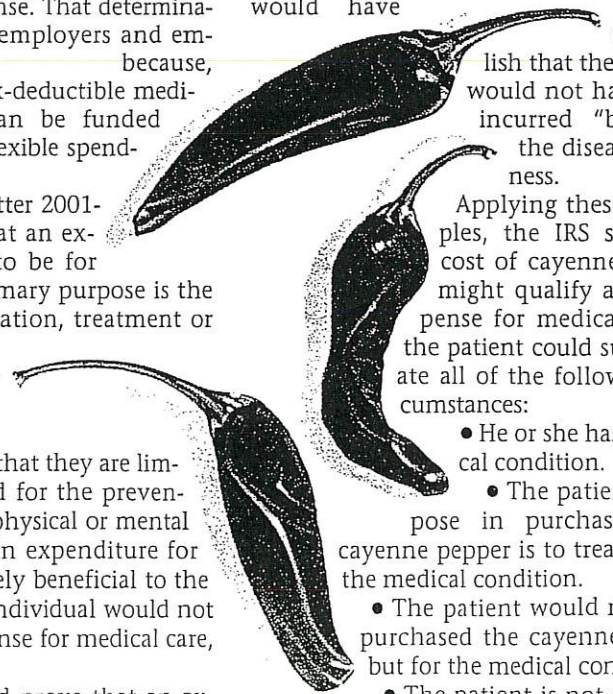 nse. That determina-
employers and em-
because,
x-deductible medi-
an be funded
exible spend-
tter 2001-
at an ex-
to be for
mary purpose is the
ation, treatment or
that they are lim-
d for the preven-
physical or mental
n expenditure for
ely beneficial to the
ndividual would not
nse for medical care,
would have
lish that the
would not ha
incurred "b
the disea
ness.
Applying these
ples, the IRS s
cost of cayenne
might qualify a
pense for medica
the patient could su
ate all of the follow
cumstances:
• He or she has
cal condition.
• The patie
pose in purchas
cayenne pepper is to trea
the medical condition.
• The patient would n
purchased the cayenne
but for the medical con